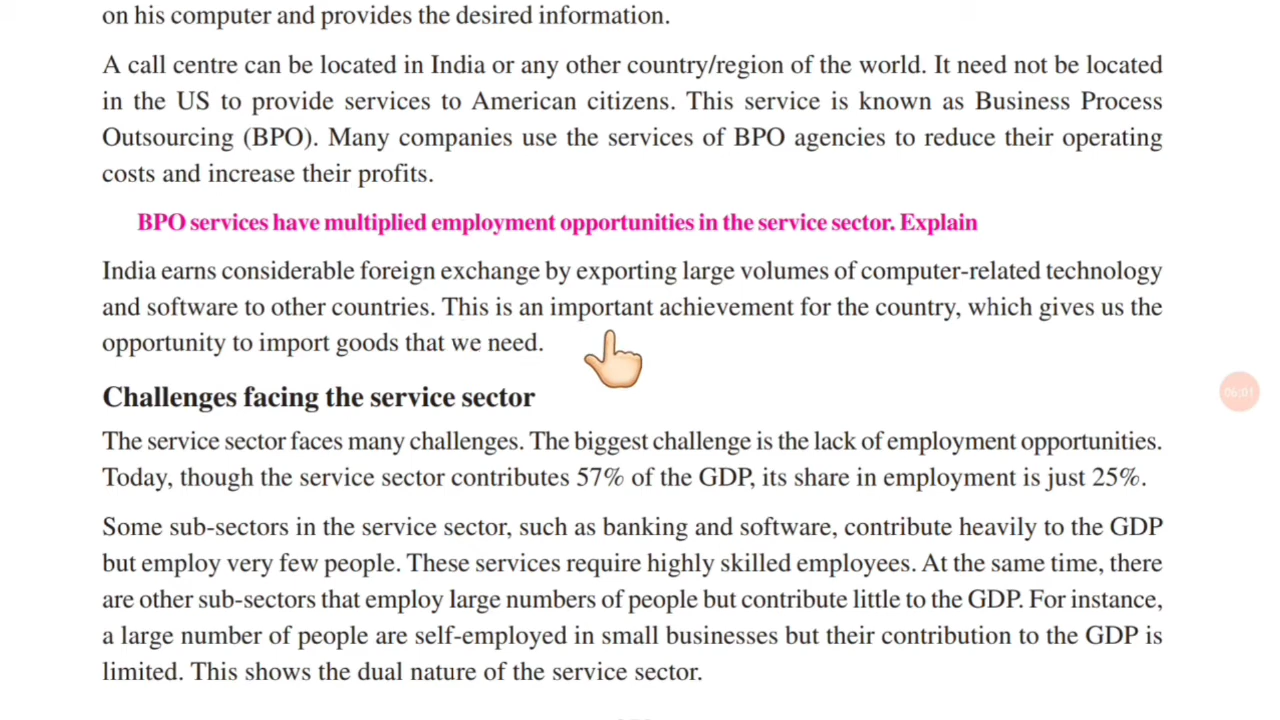 on his computer and provides the desired information.
A call centre can be located in India or any other country/region of the world. It need not be located
in the US to provide services to American citizens. This service is known as Business Process
Outsourcing (BPO). Many companies use the services of BPO agencies to reduce their operating
costs and increase their profits.
BPO services have multiplied employment opportunities in the service sector. Explain
India earns considerable foreign exchange by exporting large volumes of computer-related technology
and software to other countries. This is an important achievement for the country, which gives us the
opportunity to import goods that we need.
Challenges facing the service sector
06:01
The service sector faces many challenges. The biggest challenge is the lack of employment opportunities.
Today, though the service sector contributes 57% of the GDP, its share in employment is just 25%.
Some sub-sectors in the service sector, such as banking and software, contribute heavily to the GDP
but employ very few people. These services require highly skilled employees. At the same time, there
are other sub-sectors that employ large numbers of people but contribute little to the GDP. For instance,
a large number of people are self-employed in small businesses but their contribution to the GDP is
limited. This shows the dual nature of the service sector.